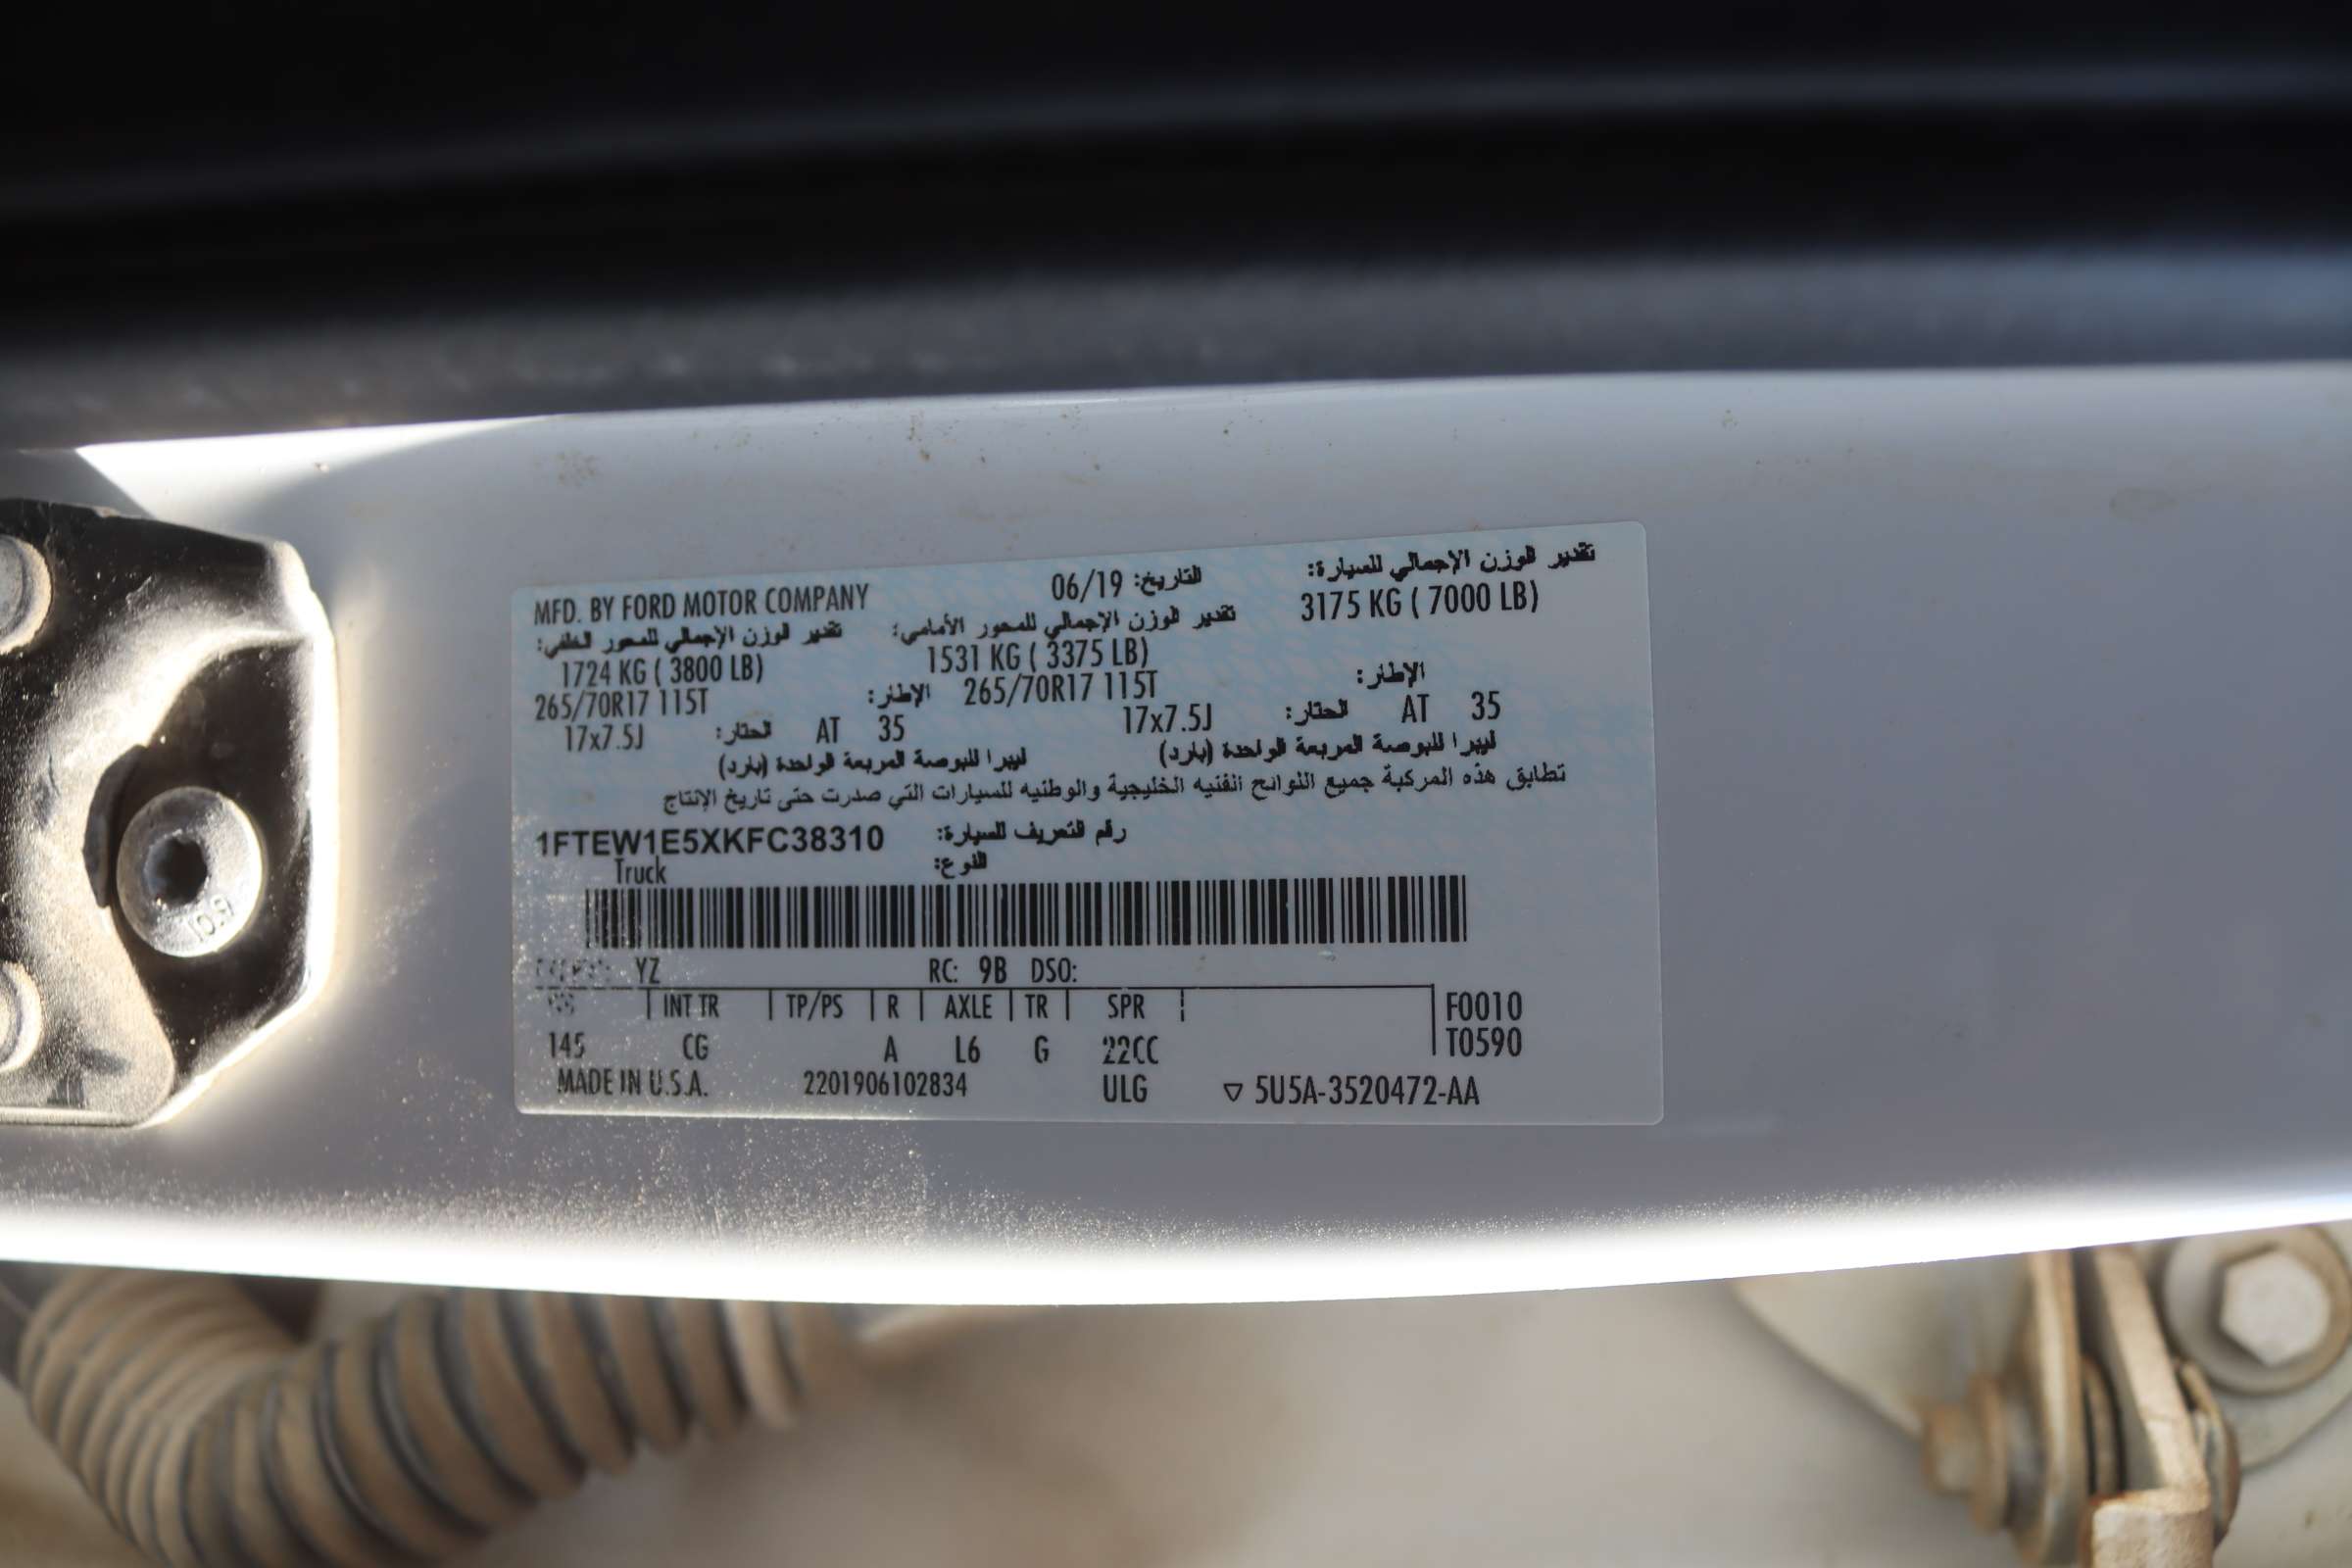 MFD. BY FORD MOTOR COMPANY 06/19 التاريخ: تقدير الوزن الإجمالي للسيارة:
3175 KG ( 7000 LB)
تقدير الوزن الإجمالي للمحور الخلفي: تقدير الوزن الإجمالي للمحور الأمامي:
1724 KG ( 3800 LB) 1531 KG ( 3375 LB)
265/70R17 115T الإطار: 265/70R17 115T الإطار:
17x7.5J الحتار: AT 35 17x7.5J الحتار: AT 35
ليبرا للبوصة المربعة الواحدة (بارد) ليبرا للبوصة المربعة الواحدة (بارد)
تطابق هذه المركبة جميع اللوائح الفنيه الخليجية والوطنيه للسيارات التي صدرت حتى تاريخ الإنتاج
1FTEW1E5XKFC38310 رقم التعريف للسيارة:
Truck النوع:
YZ RC: 9B DSO:
INT TR TP/PS R AXLE TR SPR F0010
145 CG A L6 G 22CC T0590
MADE IN U.S.A. 2201906102834 ULG ▽ 5U5A-3520472-AA
10.9